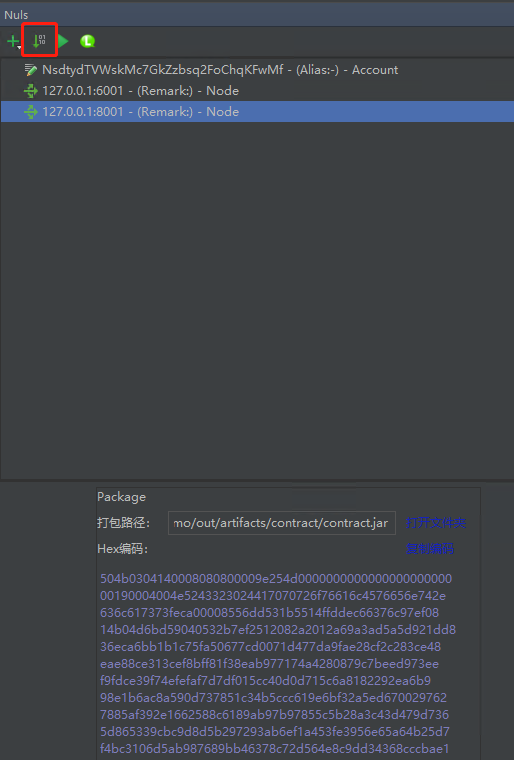 Nuls
NsdtydTVWskMc7GkZzbsq2FoChqKFwMf - (Alias:-) - Account
127.0.0.1:6001 - (Remark:) - Node
127.0.0.1:8001 - (Remark:) - Node
Package
打包路径: mo/out/artifacts/contract/contract.jar 打开文件夹
Hex编码: 复制编码
504b0304140008080800009e254d0000000000000000000000
00190004004e5243323024417070726f76616c4576656e742e
636c617373feca00008556dd531b5514ffddec66376c97ef08
14b04d6bd59040532b7ef2512082a2012a69a3ad5a5d921dd8
36eca6bb1b1c75fa50677cd0071d477da9fae28cf2c283ce48
eae88ce313cef8bff81f38eab977174a4280879c7beed973ee
f9fdce39f74efefaf7d7df015cc40d0d715c6a8182292ea6b9
98e1b6ac8a590d737851c34b5ccc619e6bf32a5ed670029762
7885af392e1662588c6189ab97b97855c5b28a3c43d479d736
5d865339cbc9d8d5b297293ab6ef1a453fe3956e65a64b25d7
f4bc3106d5ab987689bb46378c72d564e8c9dd34368cccbae1